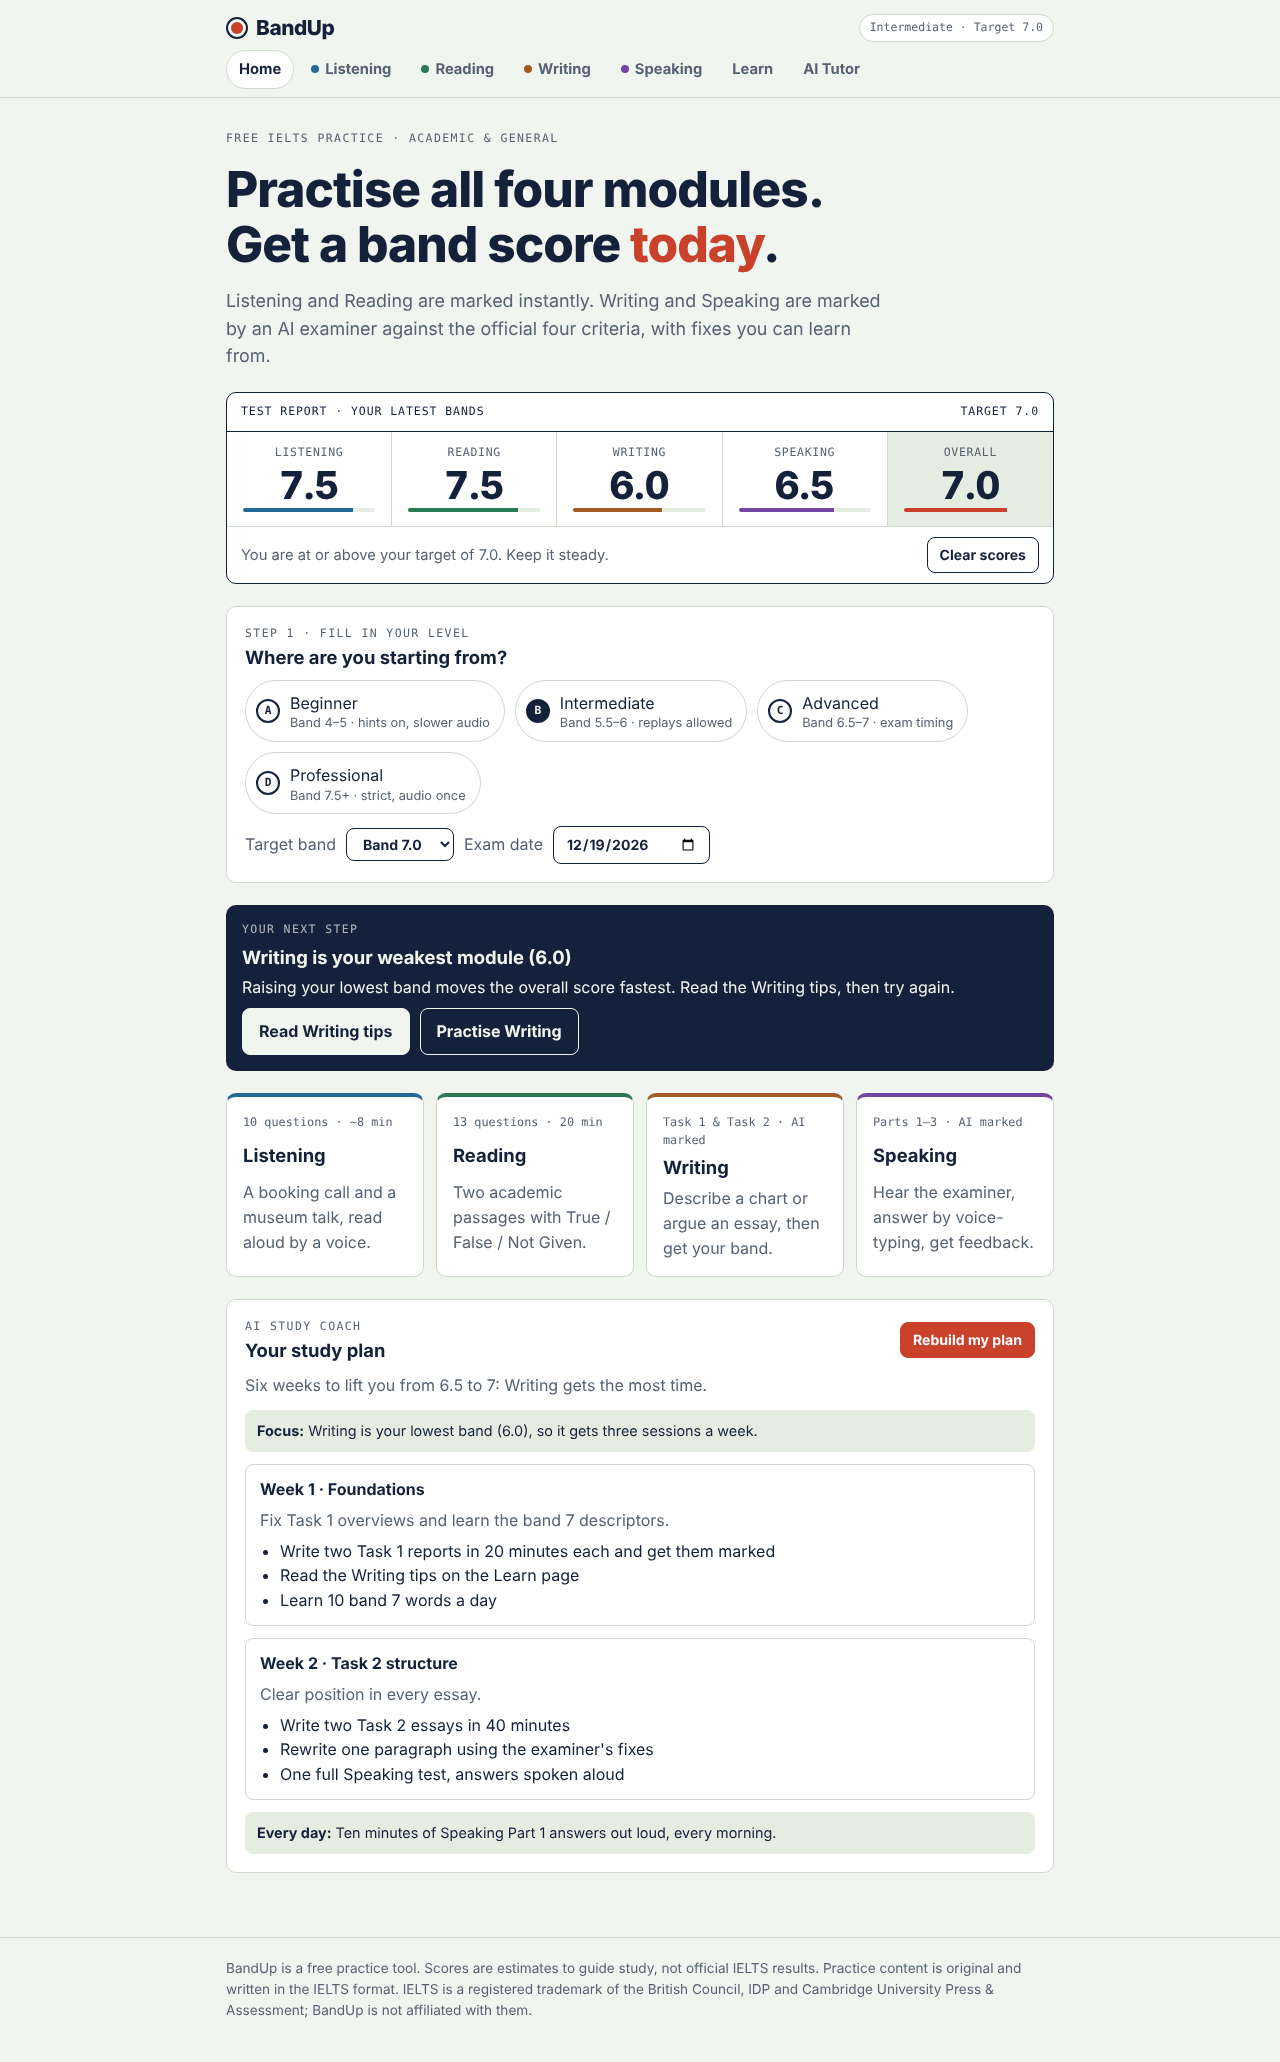 BandUp
Intermediate · Target 7.0
Home
Listening
Reading
Writing
Speaking
Learn
AI Tutor
FREE IELTS PRACTICE · ACADEMIC & GENERAL
Practise all four modules.
Get a band score today.
Listening and Reading are marked instantly. Writing and Speaking are marked
by an AI examiner against the official four criteria, with fixes you can learn
from.
TEST REPORT · YOUR LATEST BANDS
TARGET 7.0
LISTENING
7.5
READING
7.5
WRITING
6.0
SPEAKING
6.5
OVERALL
7.0
You are at or above your target of 7.0. Keep it steady.
Clear scores
STEP 1 · FILL IN YOUR LEVEL
Where are you starting from?
A
Beginner
Band 4–5 · hints on, slower audio
B
Intermediate
Band 5.5–6 · replays allowed
C
Advanced
Band 6.5–7 · exam timing
D
Professional
Band 7.5+ · strict, audio once
Target band
Band 7.0
Exam date
12/19/2026
YOUR NEXT STEP
Writing is your weakest module (6.0)
Raising your lowest band moves the overall score fastest. Read the Writing tips, then try again.
Read Writing tips
Practise Writing
10 questions · ~8 min
Listening
A booking call and a
museum talk, read
aloud by a voice.
13 questions · 20 min
Reading
Two academic
passages with True /
False / Not Given.
Task 1 & Task 2 · AI
marked
Writing
Describe a chart or
argue an essay, then
get your band.
Parts 1–3 · AI marked
Speaking
Hear the examiner,
answer by voice-
typing, get feedback.
AI STUDY COACH
Your study plan
Rebuild my plan
Six weeks to lift you from 6.5 to 7: Writing gets the most time.
Focus: Writing is your lowest band (6.0), so it gets three sessions a week.
Week 1 · Foundations
Fix Task 1 overviews and learn the band 7 descriptors.
• Write two Task 1 reports in 20 minutes each and get them marked
• Read the Writing tips on the Learn page
• Learn 10 band 7 words a day
Week 2 · Task 2 structure
Clear position in every essay.
• Write two Task 2 essays in 40 minutes
• Rewrite one paragraph using the examiner's fixes
• One full Speaking test, answers spoken aloud
Every day: Ten minutes of Speaking Part 1 answers out loud, every morning.
BandUp is a free practice tool. Scores are estimates to guide study, not official IELTS results. Practice content is original and
written in the IELTS format. IELTS is a registered trademark of the British Council, IDP and Cambridge University Press &
Assessment; BandUp is not affiliated with them.